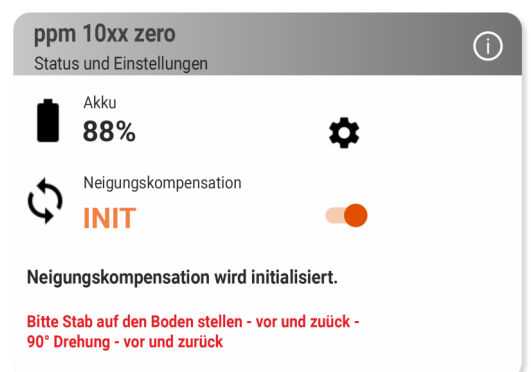 ppm 10xx zero
Status und Einstellungen
Akku
88%
Neigungskompensation
INIT
Neigungskompensation wird initialisiert.
Bitte Stab auf den Boden stellen - vor und zuück -
90° Drehung - vor und zurück